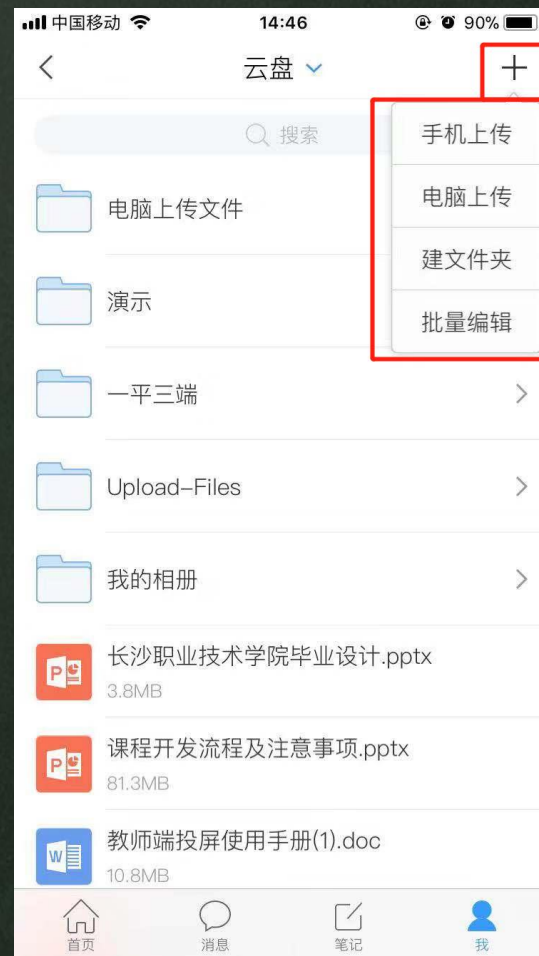 中国移动 14:46 90%
云盘
搜索
手机上传
电脑上传
建文件夹
批量编辑
电脑上传文件
演示
一平三端
Upload-Files
我的相册
长沙职业技术学院毕业设计.pptx
3.8MB
课程开发流程及注意事项.pptx
81.3MB
教师端投屏使用手册(1).doc
10.8MB
首页 消息 笔记 我